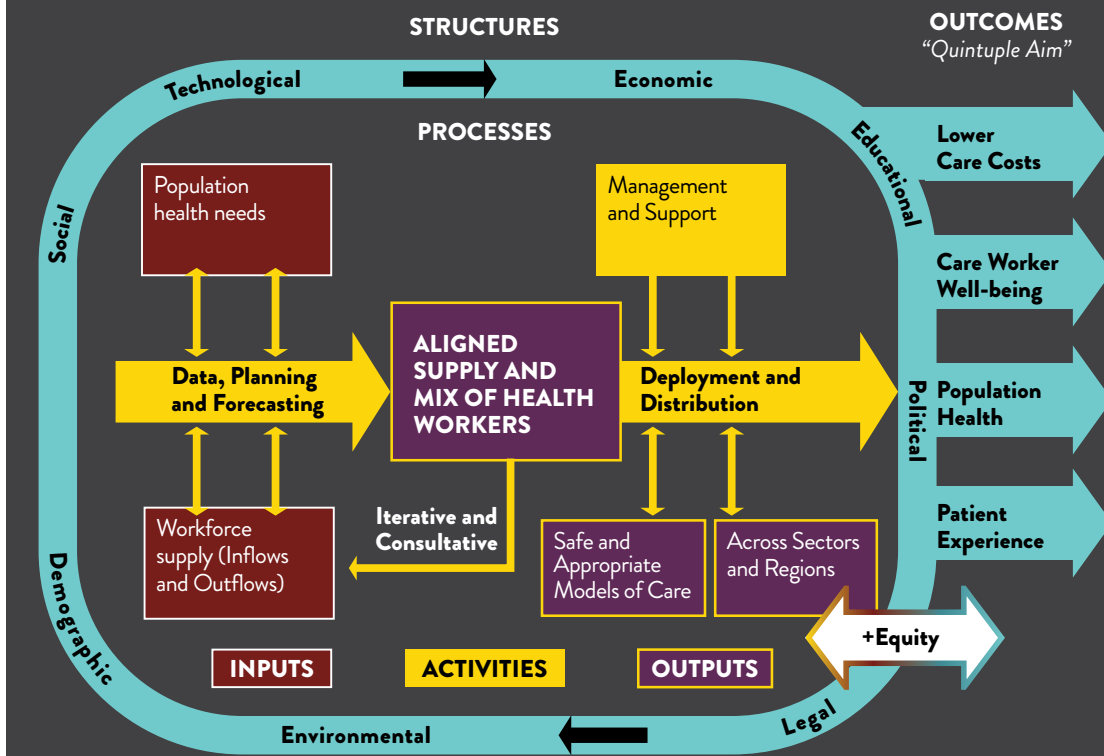 STRUCTURES
OUTCOMES
“Quintuple Aim”
Technological
Economic
Educational
Political
Legal
Environmental
Demographic
Social
PROCESSES
Population
health needs
Management
and Support
Data, Planning
and Forecasting
ALIGNED
SUPPLY AND
MIX OF HEALTH
WORKERS
Deployment and
Distribution
Workforce
supply (Inflows
and Outflows)
Iterative and
Consultative
Safe and
Appropriate
Models of Care
Across Sectors
and Regions
Lower
Care Costs
Care Worker
Well-being
Population
Health
Patient
Experience
+Equity
INPUTS
ACTIVITIES
OUTPUTS